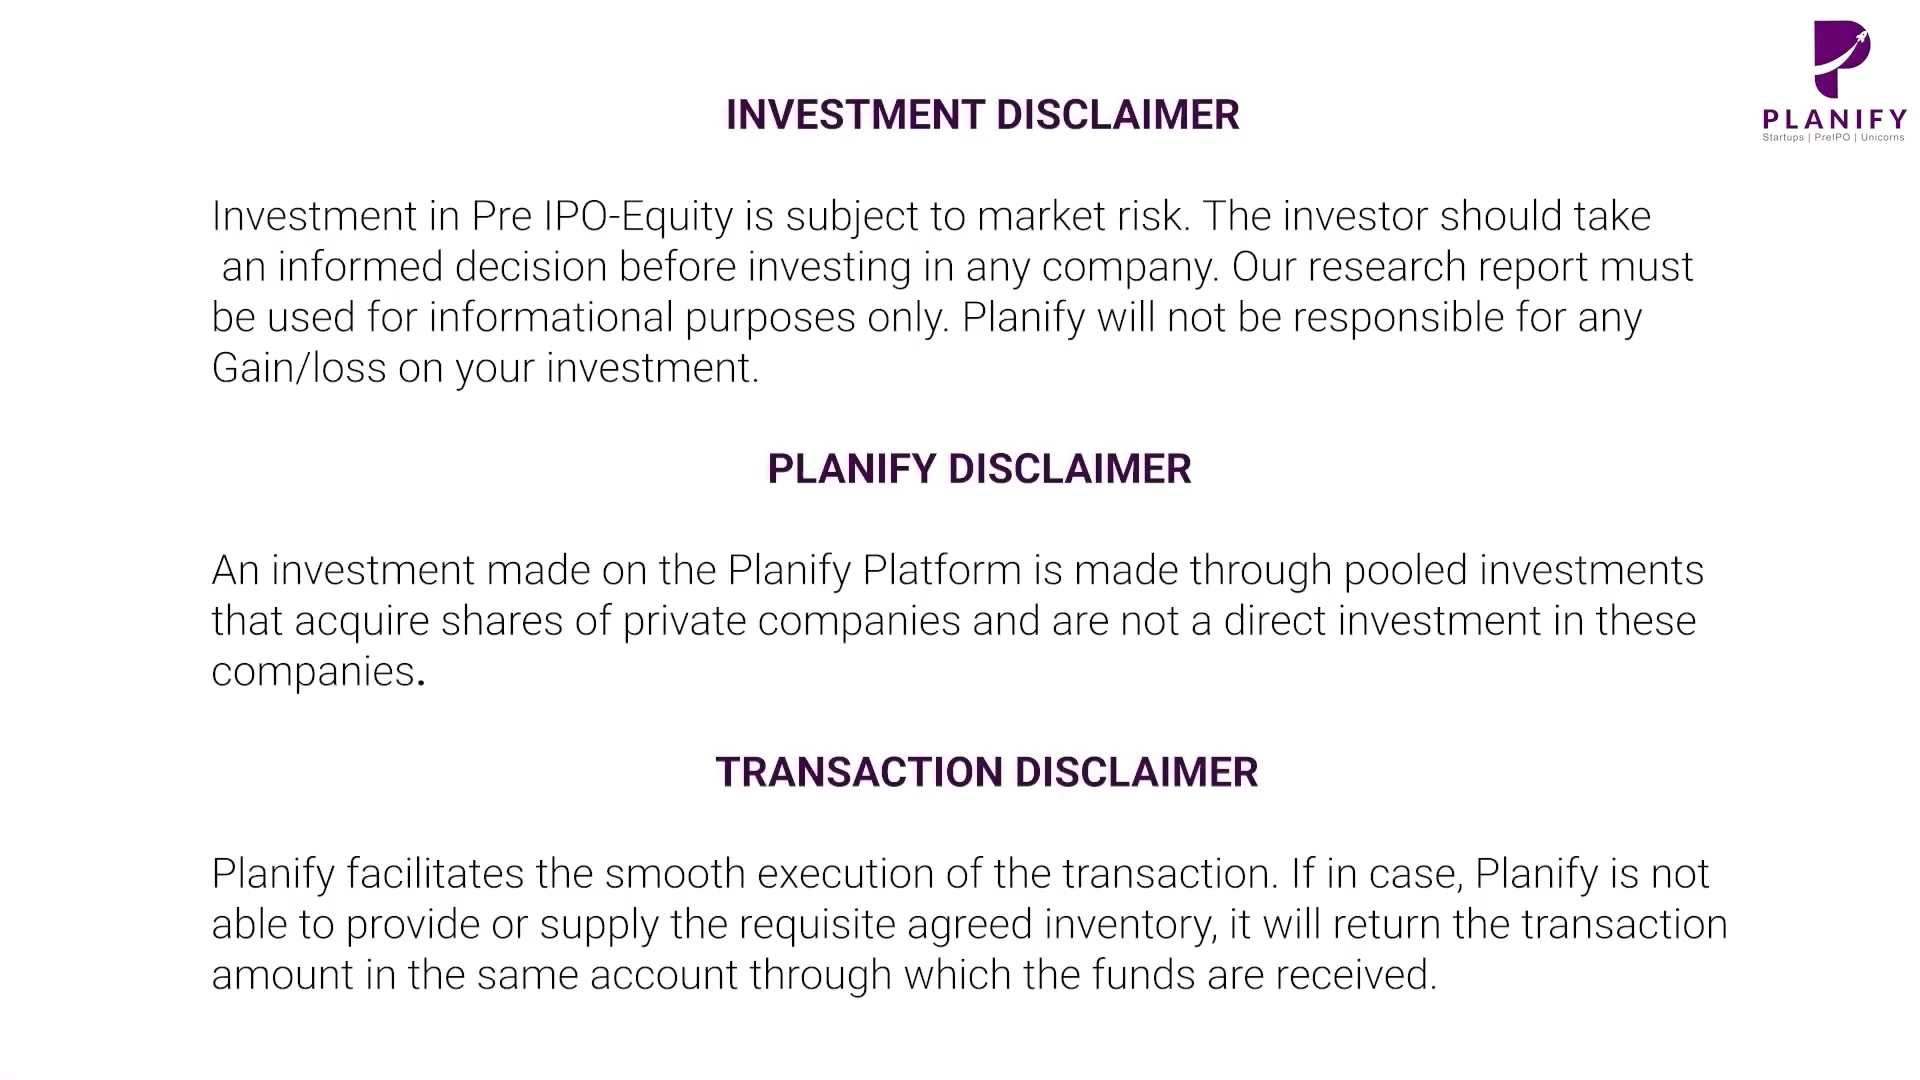 PLANIFY
Startups | PreIPO | Unicorns
INVESTMENT DISCLAIMER
Investment in Pre IPO-Equity is subject to market risk. The investor should take
an informed decision before investing in any company. Our research report must
be used for informational purposes only. Planify will not be responsible for any
Gain/loss on your investment.
PLANIFY DISCLAIMER
An investment made on the Planify Platform is made through pooled investments
that acquire shares of private companies and are not a direct investment in these
companies.
TRANSACTION DISCLAIMER
Planify facilitates the smooth execution of the transaction. If in case, Planify is not
able to provide or supply the requisite agreed inventory, it will return the transaction
amount in the same account through which the funds are received.